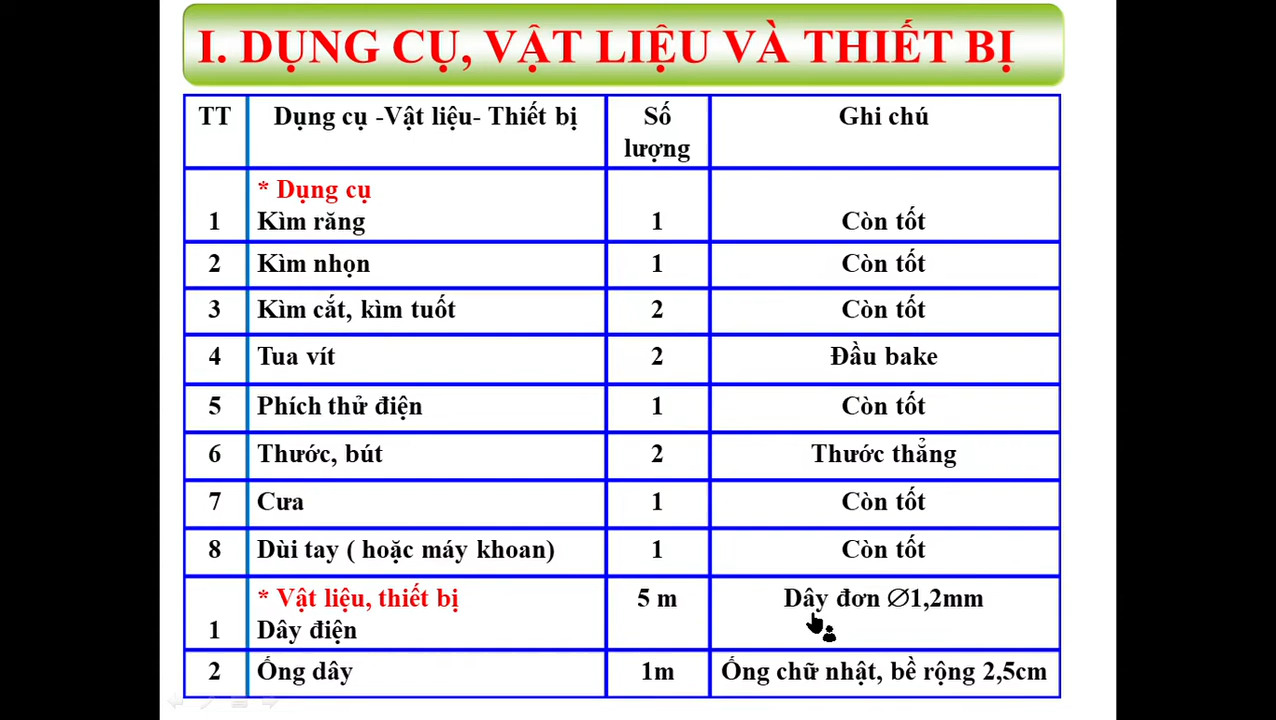 I. DỤNG CỤ, VẬT LIỆU VÀ THIẾT BỊ
TT Dụng cụ -Vật liệu- Thiết bị Số lượng Ghi chú
* Dụng cụ
1 Kìm răng 1 Còn tốt
2 Kìm nhọn 1 Còn tốt
3 Kìm cắt, kìm tuốt 2 Còn tốt
4 Tua vít 2 Đầu bake
5 Phích thử điện 1 Còn tốt
6 Thước, bút 2 Thước thẳng
7 Cưa 1 Còn tốt
8 Dùi tay ( hoặc máy khoan) 1 Còn tốt
* Vật liệu, thiết bị 5 m Dây đơn ∅1,2mm
1 Dây điện
2 Ống dây 1m Ống chữ nhật, bề rộng 2,5cm